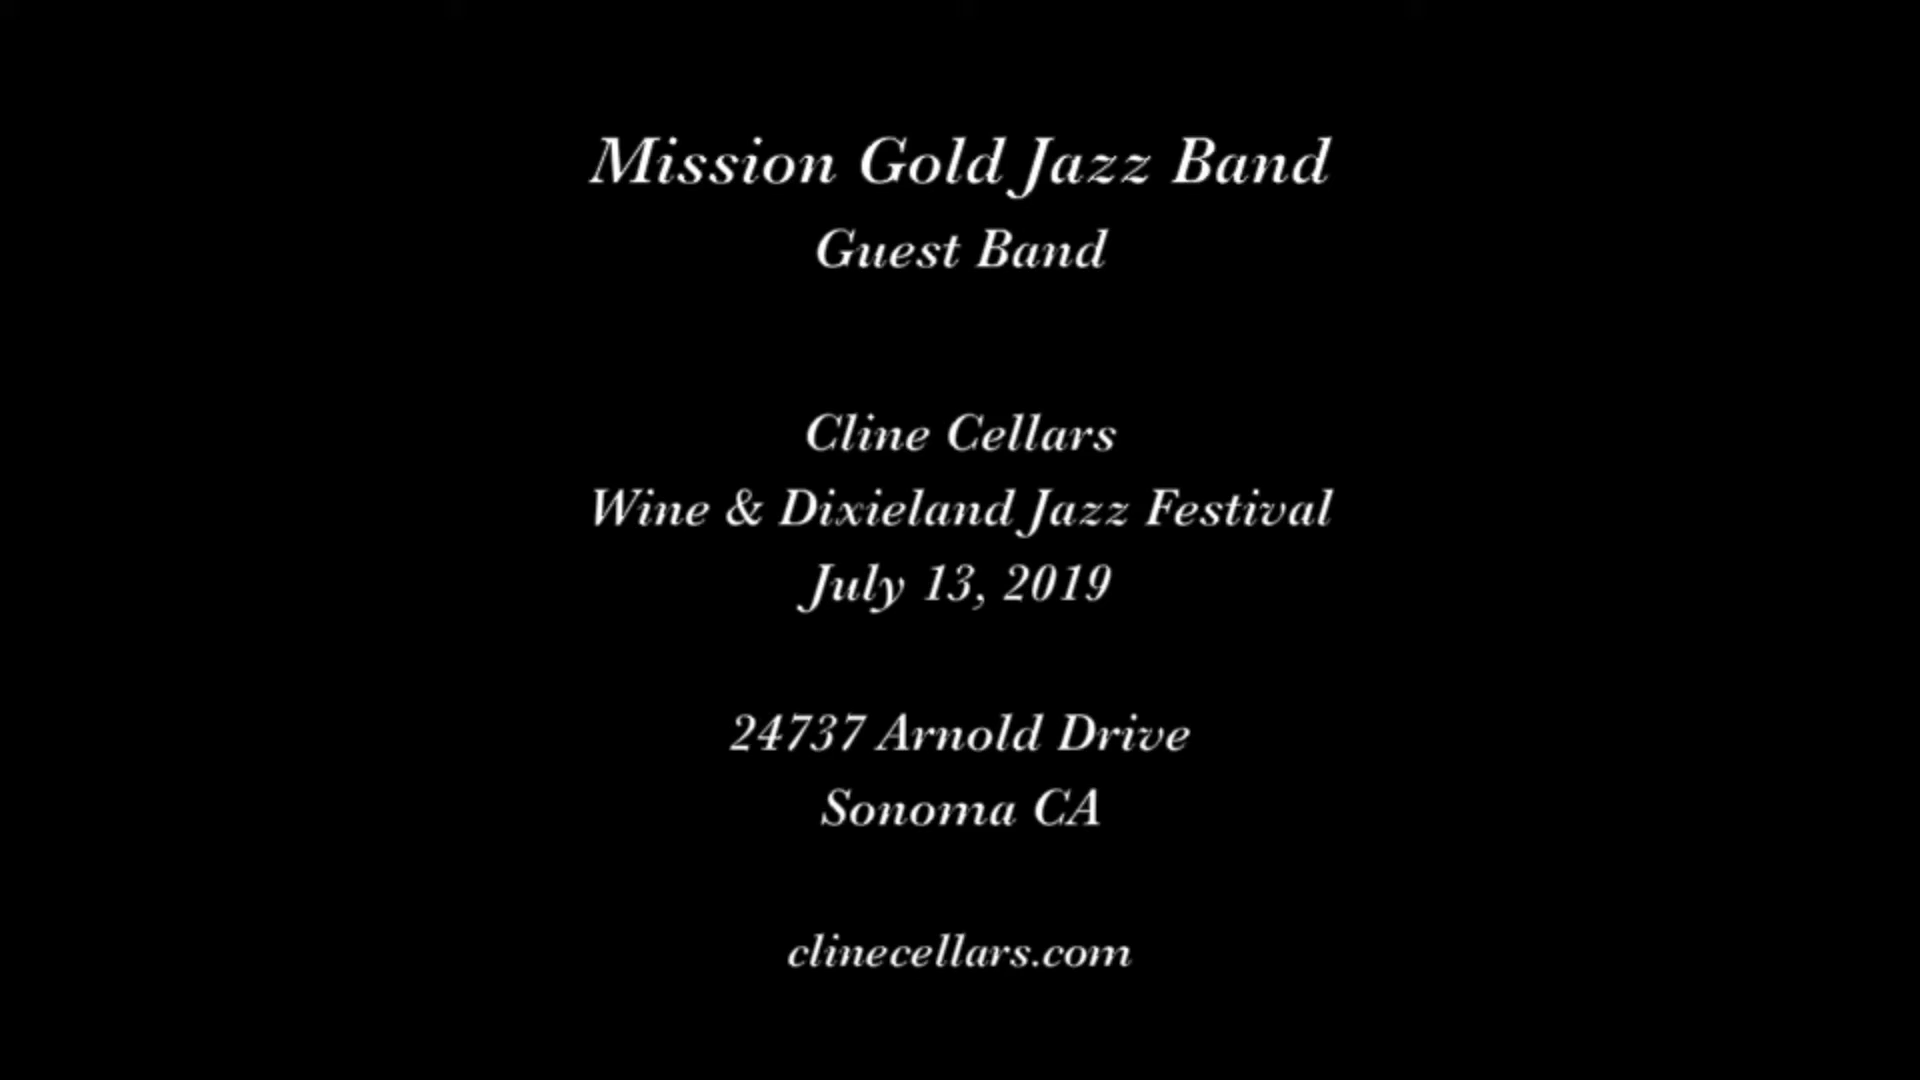 Mission Gold Jazz Band
Guest Band
Cline Cellars
Wine & Dixieland Jazz Festival
July 13, 2019
24737 Arnold Drive
Sonoma CA
clinecellars.com